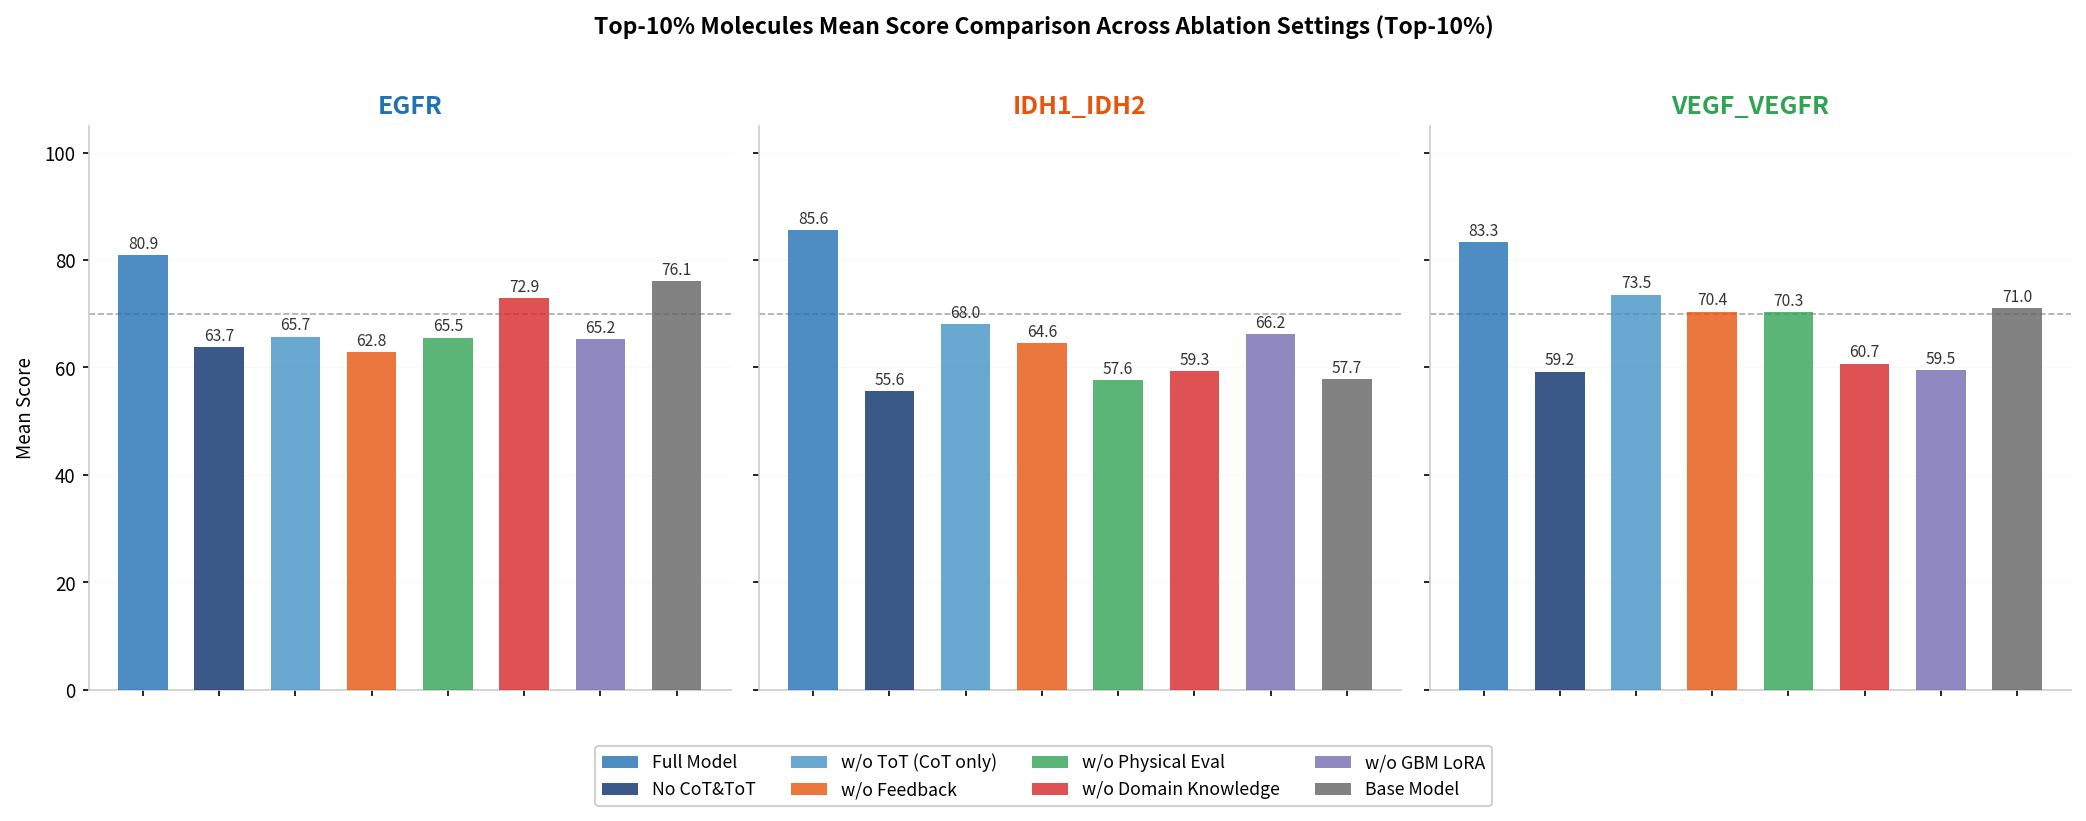 Top-10% Molecules Mean Score Comparison Across Ablation Settings (Top-10%)
EGFR
IDH1_IDH2
VEGF_VEGFR
Mean Score
100
80
60
40
20
0
80.9
63.7
65.7
62.8
65.5
72.9
65.2
76.1
85.6
55.6
68.0
64.6
57.6
59.3
66.2
57.7
83.3
59.2
73.5
70.4
70.3
60.7
59.5
71.0
Full Model
No CoT&ToT
w/o ToT (CoT only)
w/o Feedback
w/o Physical Eval
w/o Domain Knowledge
w/o GBM LoRA
Base Model